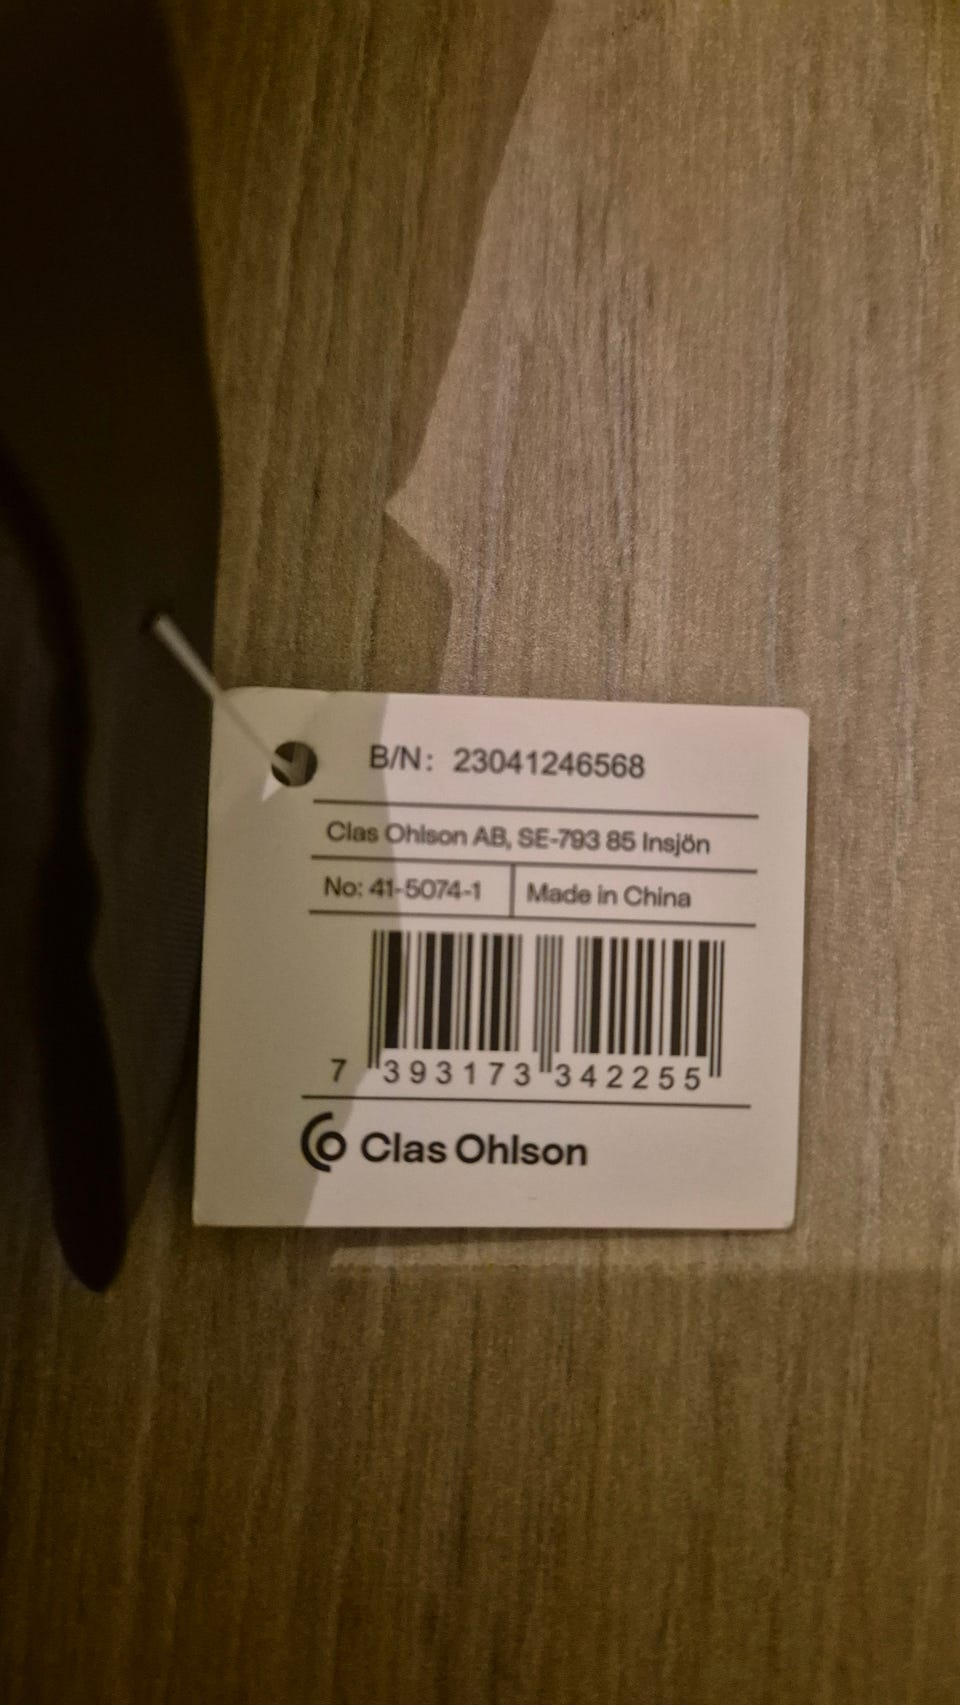 B/N: 23041246568
Clas Ohlson AB, SE-793 85 Insjön
No: 41-5074-1 Made in China
7 393173 342255
Clas Ohlson